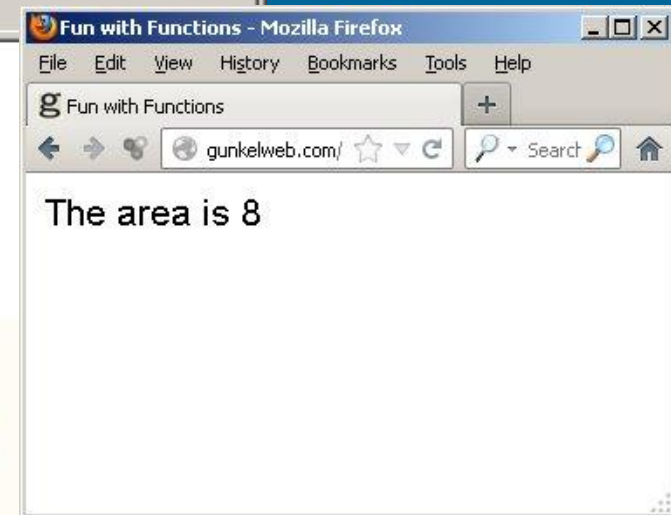 Fun with Functions - Mozilla Firefox
File Edit View History Bookmarks Tools Help
g Fun with Functions +
gunkelweb.com/ Search
The area is 8